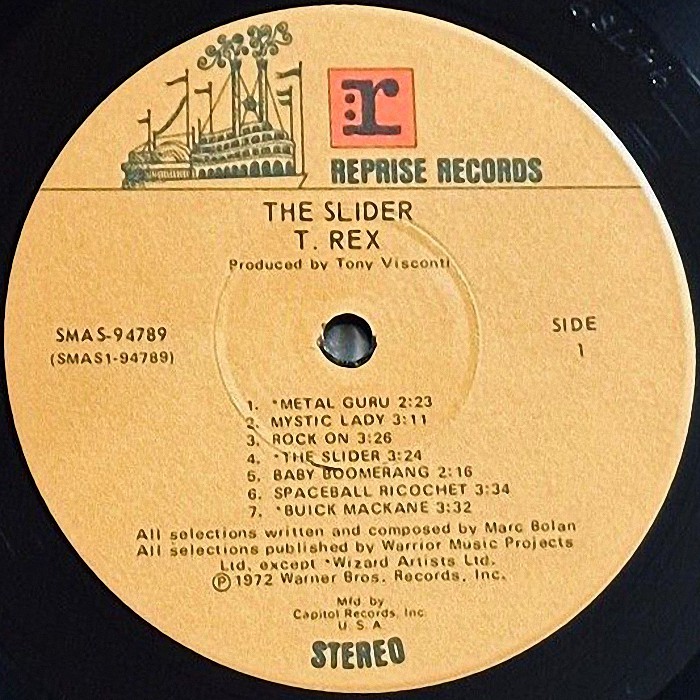 r
REPRISE RECORDS
THE SLIDER
T. REX
Produced by Tony Visconti
SMAS-94789
(SMAS1-94789)
SIDE
1
1. *METAL GURU 2:23
2. MYSTIC LADY 3:11
3. ROCK ON 3:26
4. *THE SLIDER 3:24
5. BABY BOOMERANG 2:16
6. SPACEBALL RICOCHET 3:34
7. *BUICK MACKANE 3:32
All selections written and composed by Marc Bolan
All selections published by Warrior Music Projects
Ltd, except *Wizard Artists Ltd.
℗1972 Warner Bros. Records, Inc.
Mfd. by
Capitol Records, Inc.
U. S. A.
STEREO